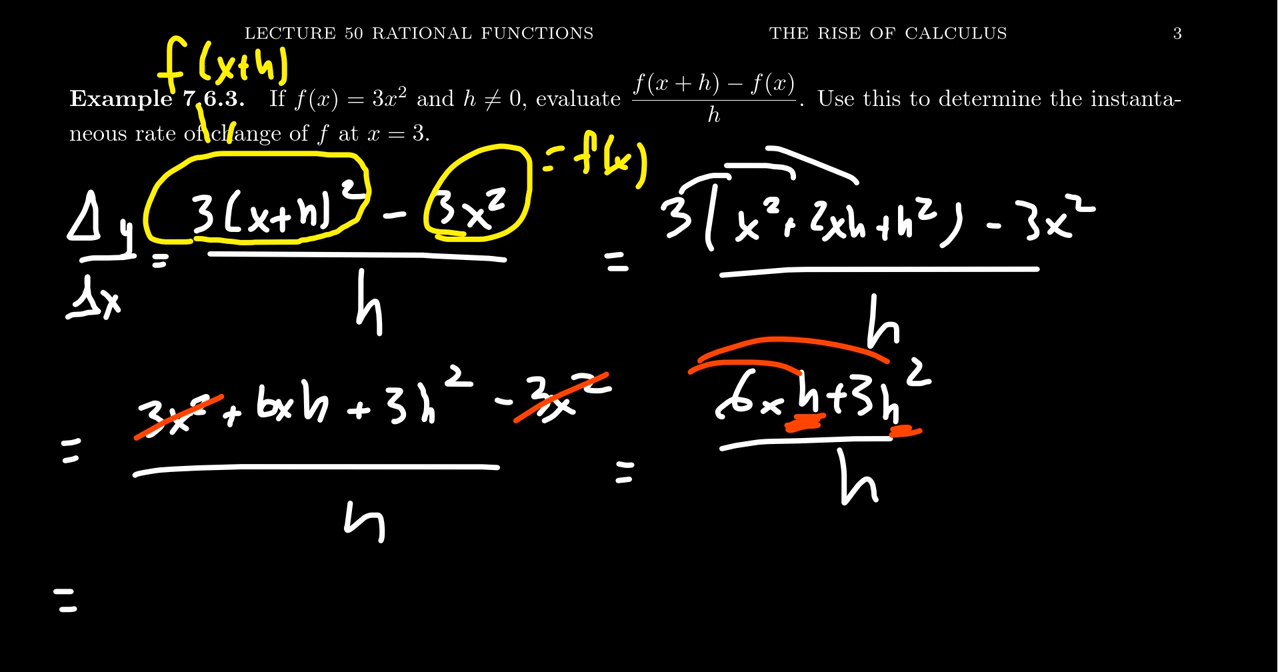 LECTURE 50 RATIONAL FUNCTIONS THE RISE OF CALCULUS 3
f(x+h)
Example 7.6.3. If f(x) = 3x² and h ≠ 0, evaluate (f(x + h) − f(x))/h. Use this to determine the instanta-
neous rate of change of f at x = 3.
= f(x)
Δy/Δx = (3(x+h)² - 3x²)/h = (3(x²+2xh+h²) - 3x²)/h
= (3x² + 6xh + 3h² - 3x²)/h = (6xh+3h²)/h
=